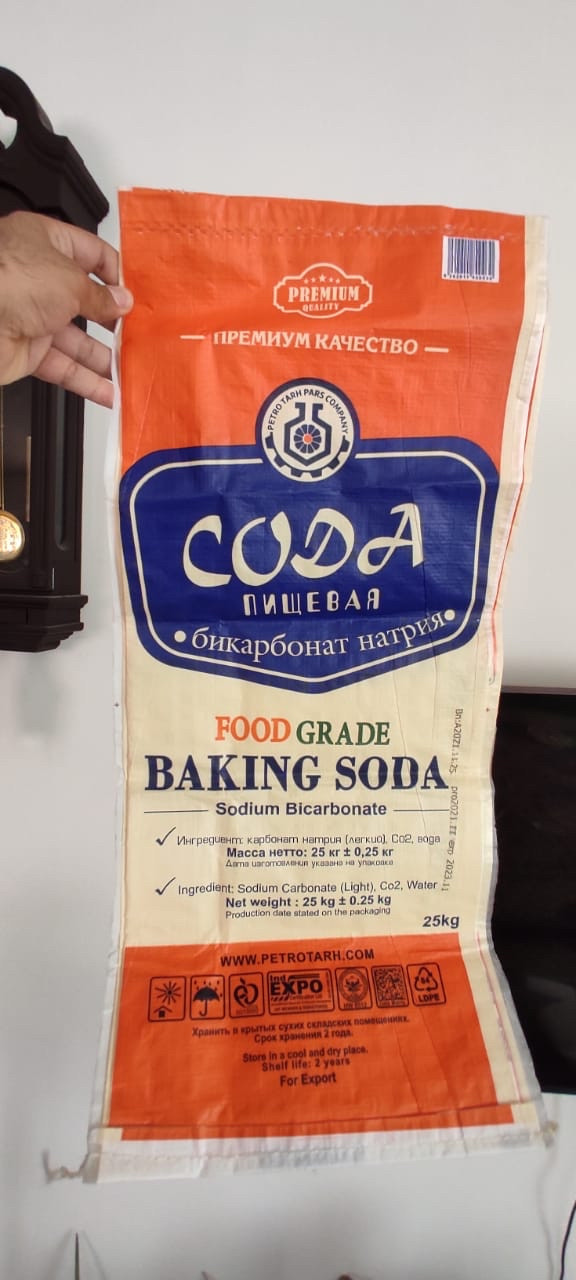 PREMIUM
QUALITY
ПРЕМИУМ КАЧЕСТВО
PETRO TARH PARS COMPANY
СОДА
ПИЩЕВАЯ
бикарбонат натрия
FOOD GRADE
BAKING SODA
Sodium Bicarbonate
Ингредиент: карбонат натрия (легкий), Co2, вода
Масса нетто: 25 кг ± 0,25 кг
Дата изготовления указана на упаковке
Ingredient: Sodium Carbonate (Light), Co2, Water
Net weight : 25 kg ± 0.25 kg
Production date stated on the packaging
25kg
WWW.PETROTARH.COM
Ind
EXPO
Certification Ltd
04
LDPE
Хранить в крытых сухих складских помещениях.
Срок хранения 2 года.
Store in a cool and dry place.
Shelf life: 2 years
For Export